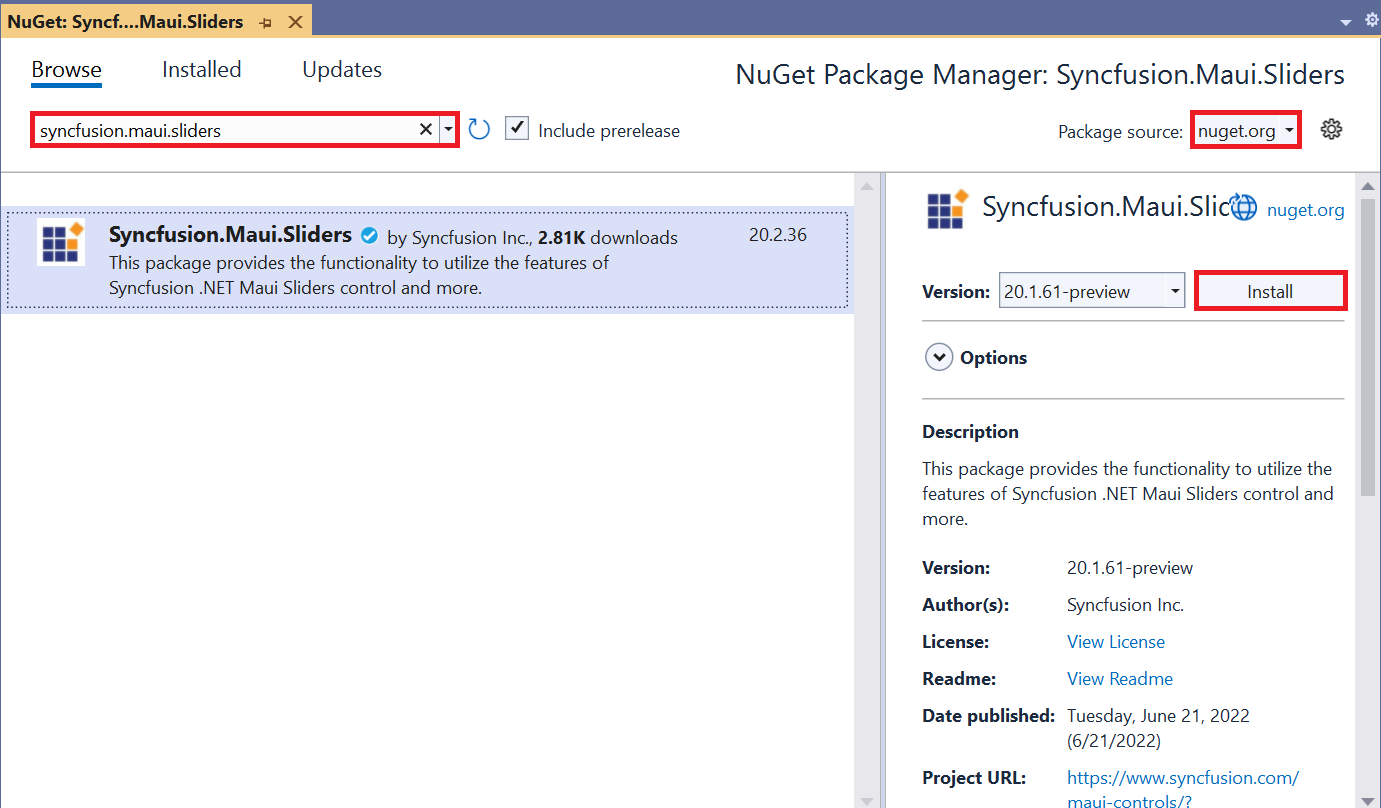 NuGet: Syncf....Maui.Sliders
Browse Installed Updates
NuGet Package Manager: Syncfusion.Maui.Sliders
syncfusion.maui.sliders
Include prerelease
Package source: nuget.org
Syncfusion.Maui.Sliders by Syncfusion Inc., 2.81K downloads 20.2.36
This package provides the functionality to utilize the features of
Syncfusion .NET Maui Sliders control and more.
Syncfusion.Maui.Slic nuget.org
Version: 20.1.61-preview Install
Options
Description
This package provides the functionality to utilize the
features of Syncfusion .NET Maui Sliders control and
more.
Version: 20.1.61-preview
Author(s): Syncfusion Inc.
License: View License
Readme: View Readme
Date published: Tuesday, June 21, 2022
(6/21/2022)
Project URL: https://www.syncfusion.com/
maui-controls/?